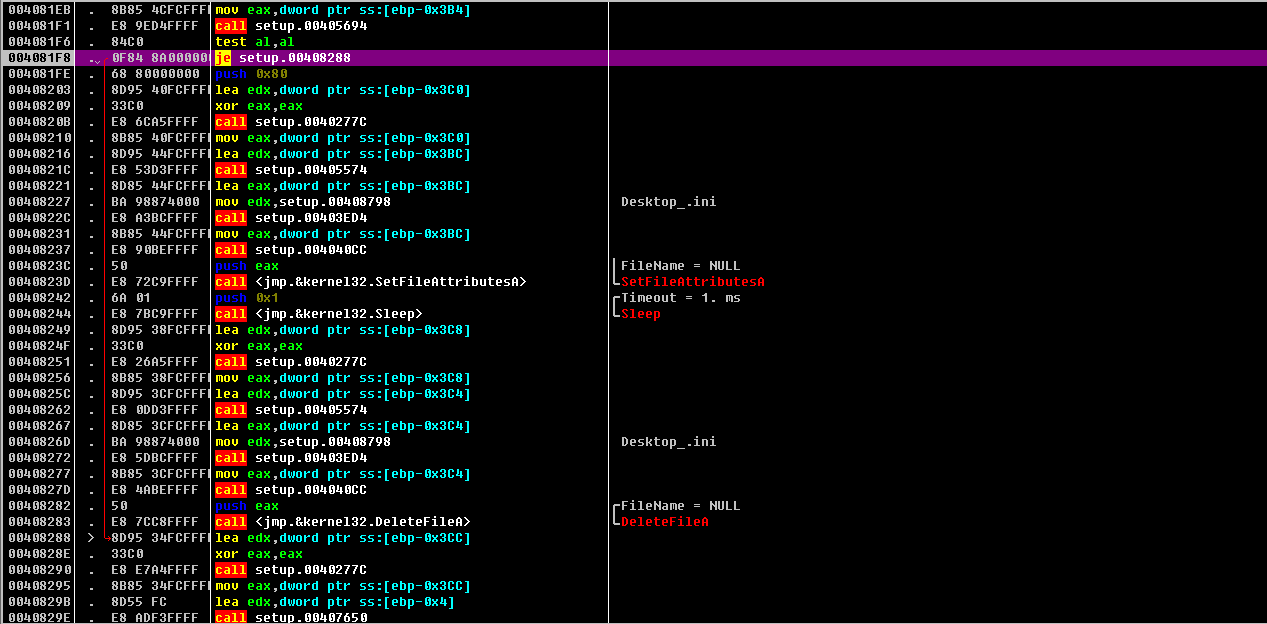 004081EB . 8B85 4CFCFFFF mov eax,dword ptr ss:[ebp-0x3B4]
004081F1 . E8 9ED4FFFF call setup.00405694
004081F6 . 84C0 test al,al
004081F8 . 0F84 8A000000 je setup.00408288
004081FE . 68 80000000 push 0x80
00408203 . 8D95 40FCFFFF lea edx,dword ptr ss:[ebp-0x3C0]
00408209 . 33C0 xor eax,eax
0040820B . E8 6CA5FFFF call setup.0040277C
00408210 . 8B85 40FCFFFF mov eax,dword ptr ss:[ebp-0x3C0]
00408216 . 8D95 44FCFFFF lea edx,dword ptr ss:[ebp-0x3BC]
0040821C . E8 53D3FFFF call setup.00405574
00408221 . 8D85 44FCFFFF lea eax,dword ptr ss:[ebp-0x3BC]
00408227 . BA 98874000 mov edx,setup.00408798 Desktop_.ini
0040822C . E8 A3BCFFFF call setup.00403ED4
00408231 . 8B85 44FCFFFF mov eax,dword ptr ss:[ebp-0x3BC]
00408237 . E8 90BEFFFF call setup.004040CC
0040823C . 50 push eax FileName = NULL
0040823D . E8 72C9FFFF call <jmp.&kernel32.SetFileAttributesA> SetFileAttributesA
00408242 . 6A 01 push 0x1 Timeout = 1. ms
00408244 . E8 7BC9FFFF call <jmp.&kernel32.Sleep> Sleep
00408249 . 8D95 38FCFFFF lea edx,dword ptr ss:[ebp-0x3C8]
0040824F . 33C0 xor eax,eax
00408251 . E8 26A5FFFF call setup.0040277C
00408256 . 8B85 38FCFFFF mov eax,dword ptr ss:[ebp-0x3C8]
0040825C . 8D95 3CFCFFFF lea edx,dword ptr ss:[ebp-0x3C4]
00408262 . E8 0DD3FFFF call setup.00405574
00408267 . 8D85 3CFCFFFF lea eax,dword ptr ss:[ebp-0x3C4]
0040826D . BA 98874000 mov edx,setup.00408798 Desktop_.ini
00408272 . E8 5DBCFFFF call setup.00403ED4
00408277 . 8B85 3CFCFFFF mov eax,dword ptr ss:[ebp-0x3C4]
0040827D . E8 4ABEFFFF call setup.004040CC
00408282 . 50 push eax FileName = NULL
00408283 . E8 7CC8FFFF call <jmp.&kernel32.DeleteFileA> DeleteFileA
00408288 > 8D95 34FCFFFF lea edx,dword ptr ss:[ebp-0x3CC]
0040828E . 33C0 xor eax,eax
00408290 . E8 E7A4FFFF call setup.0040277C
00408295 . 8B85 34FCFFFF mov eax,dword ptr ss:[ebp-0x3CC]
0040829B . 8D55 FC lea edx,dword ptr ss:[ebp-0x4]
0040829E . E8 ADF3FFFF call setup.00407650